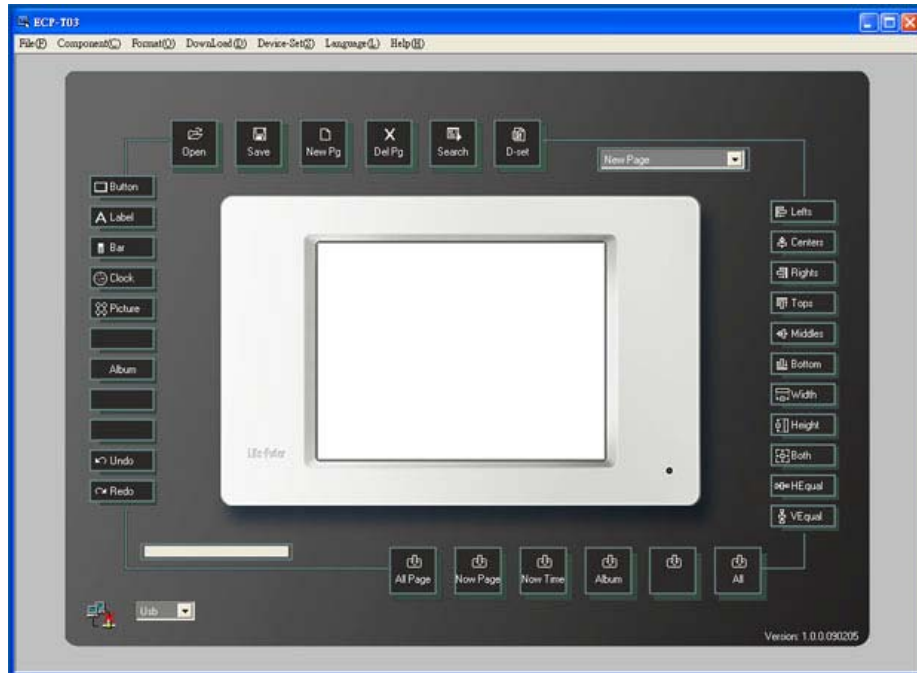 ECP-T03
File(F) Component(C) Format(O) DownLoad(D) Device-Set(S) Language(L) Help(H)
Open Save New Pg Del Pg Search D-set
New Page
Button
Label
Bar
Clock
Picture
Album
Undo
Redo
Lefts
Centers
Rights
Tops
Middles
Bottom
Width
Height
Both
HEqual
VEqual
All Page Now Page Now Time Album All
Usb
Version: 1.0.0.090205